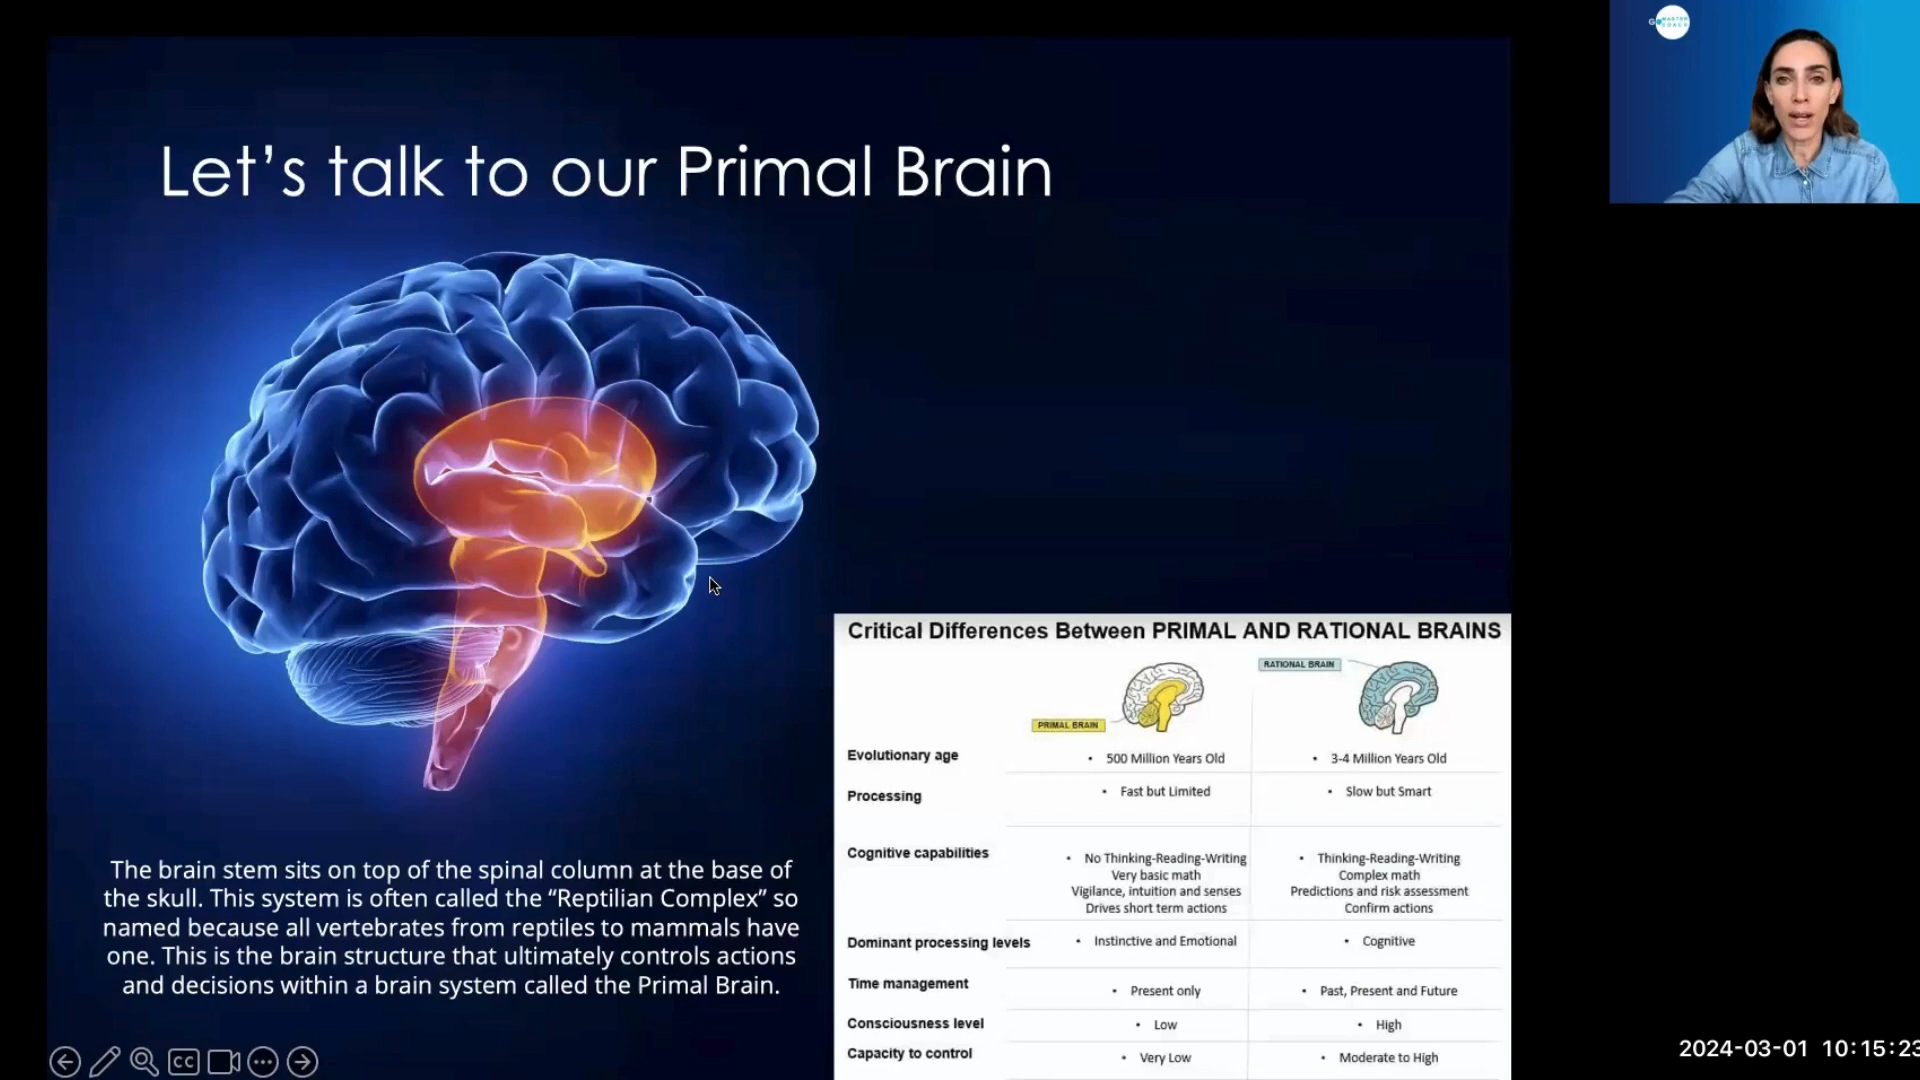 Let's talk to our Primal Brain
The brain stem sits on top of the spinal column at the base of
the skull. This system is often called the “Reptilian Complex” so
named because all vertebrates from reptiles to mammals have
one. This is the brain structure that ultimately controls actions
and decisions within a brain system called the Primal Brain.
Critical Differences Between PRIMAL AND RATIONAL BRAINS
RATIONAL BRAIN
PRIMAL BRAIN
Evolutionary age
• 500 Million Years Old
• 3-4 Million Years Old
Processing
• Fast but Limited
• Slow but Smart
Cognitive capabilities
• No Thinking-Reading-Writing
Very basic math
Vigilance, intuition and senses
Drives short term actions
• Thinking-Reading-Writing
Complex math
Predictions and risk assessment
Confirm actions
Dominant processing levels
• Instinctive and Emotional
• Cognitive
Time management
• Present only
• Past, Present and Future
Consciousness level
• Low
• High
Capacity to control
• Very Low
• Moderate to High
CC
2024-03-01 10:15:23